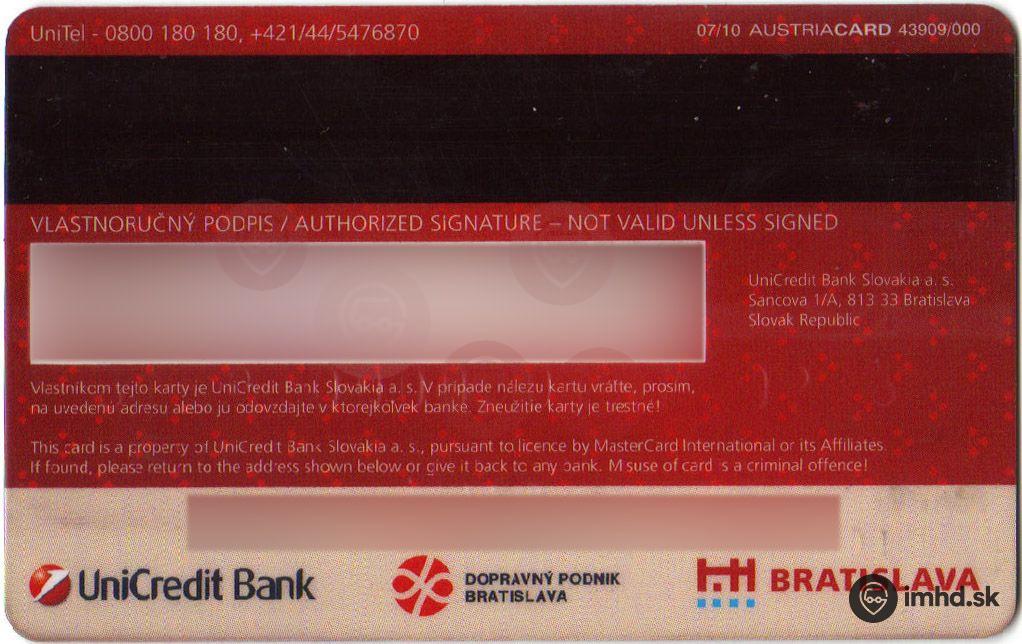 UniTel - 0800 180 180, +421/44/5476870
07/10 AUSTRIACARD 43909/000
VLASTNORUČNÝ PODPIS / AUTHORIZED SIGNATURE – NOT VALID UNLESS SIGNED
UniCredit Bank Slovakia a. s.
Sancova 1/A, 813 33 Bratislava
Slovak Republic
Vlastníkom tejto karty je UniCredit Bank Slovakia a. s. V prípade nálezu kartu vráťte, prosím,
na uvedenú adresu alebo ju odovzdajte v ktorejkoľvek banke. Zneužitie karty je trestné!
This card is a property of UniCredit Bank Slovakia a. s., pursuant to licence by MasterCard International or its Affiliates.
If found, please return to the address shown below or give it back to any bank. Misuse of card is a criminal offence!
UniCredit Bank
DOPRAVNÝ PODNIK
BRATISLAVA
BRATISLAVA
imhd.sk